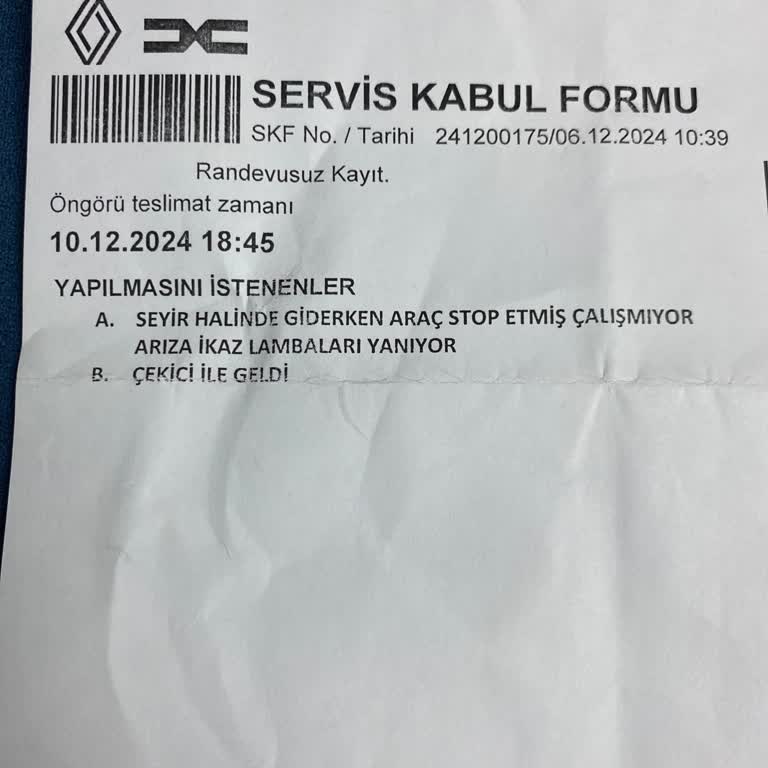 SERVİS KABUL FORMU
SKF No. / Tarihi 241200175/06.12.2024 10:39
Randevusuz Kayıt.
Öngörü teslimat zamanı
10.12.2024 18:45
YAPILMASINI İSTENENLER
A. SEYİR HALİNDE GİDERKEN ARAÇ STOP ETMİŞ ÇALIŞMIYOR
ARIZA İKAZ LAMBALARI YANIYOR
B. ÇEKİCİ İLE GELDİ